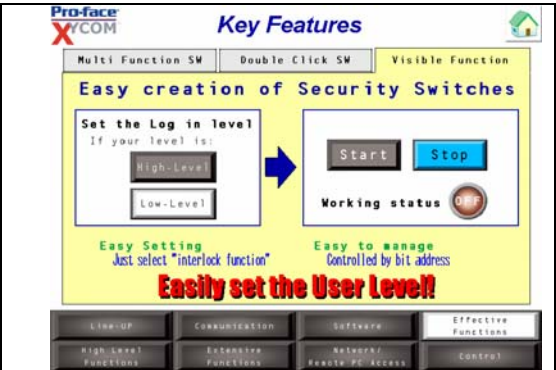 Pro-face
XYCOM
Key Features
Multi Function SW
Double Click SW
Visible Function
Easy creation of Security Switches
Set the Log in level
If your level is:
High-Level
Low-Level
Start
Stop
Working status
OFF
Easy Setting
Just select "interlock function"
Easy to manage
Controlled by bit address
Easily set the User Level!
Line-UP
Communication
Software
Effective
Functions
High Level
Functions
Extensive
Functions
Network/
Remote PC Access
Control